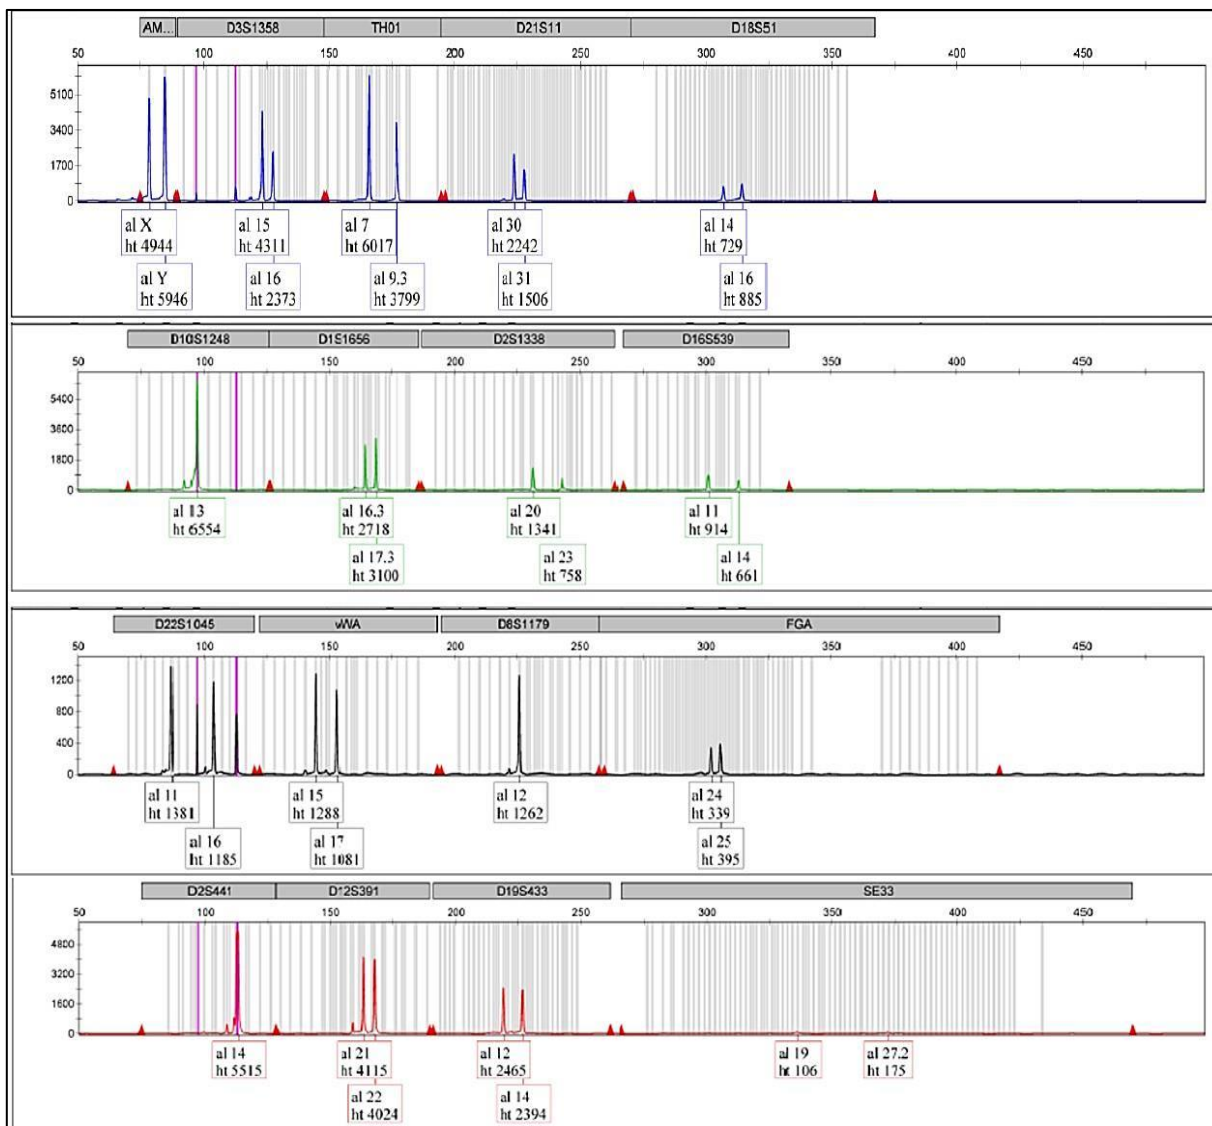 AM... D3S1358 TH01 D21S11 D18S51
50 100 150 200 250 300 350 400 450
5100
3400
1700
0
al X
ht 4944
al Y
ht 5946
al 15
ht 4311
al 16
ht 2373
al 7
ht 6017
al 9.3
ht 3799
al 30
ht 2242
al 31
ht 1506
al 14
ht 729
al 16
ht 885
D10S1248 D1S1656 D2S1338 D16S539
50 100 150 200 250 300 350 400 450
5400
3600
1800
0
al 13
ht 6554
al 16.3
ht 2718
al 17.3
ht 3100
al 20
ht 1341
al 23
ht 758
al 11
ht 914
al 14
ht 661
D22S1045 vWA D8S1179 FGA
50 100 150 200 250 300 350 400 450
1200
800
400
0
al 11
ht 1381
al 16
ht 1185
al 15
ht 1288
al 17
ht 1081
al 12
ht 1262
al 24
ht 339
al 25
ht 395
D2S441 D12S391 D19S433 SE33
50 100 150 200 250 300 350 400 450
4800
3200
1600
0
al 14
ht 5515
al 21
ht 4115
al 22
ht 4024
al 12
ht 2465
al 14
ht 2394
al 19
ht 106
al 27.2
ht 175